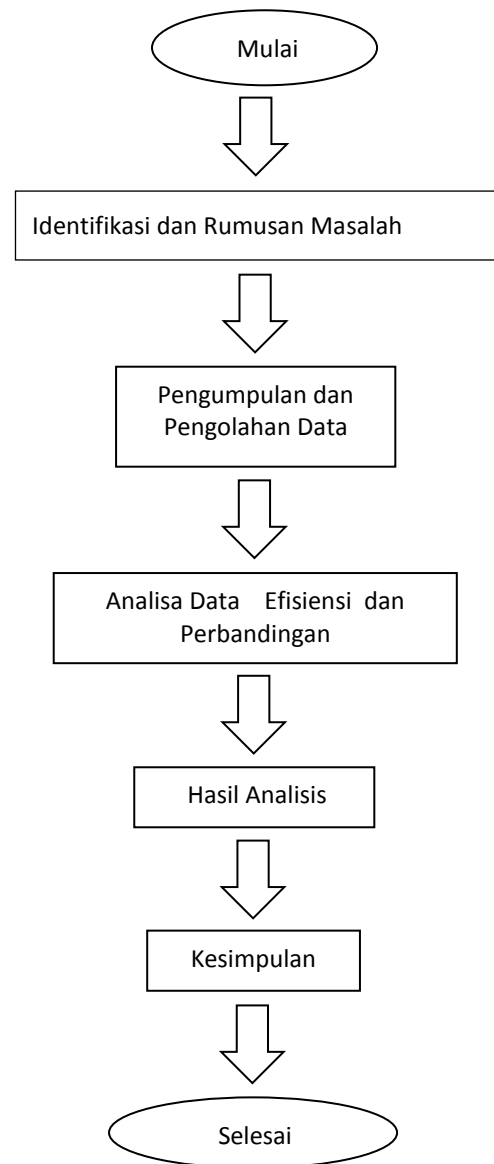 Mulai
Identifikasi dan Rumusan Masalah
Pengumpulan dan
Pengolahan Data
Analisa Data Efisiensi dan
Perbandingan
Hasil Analisis
Kesimpulan
Selesai